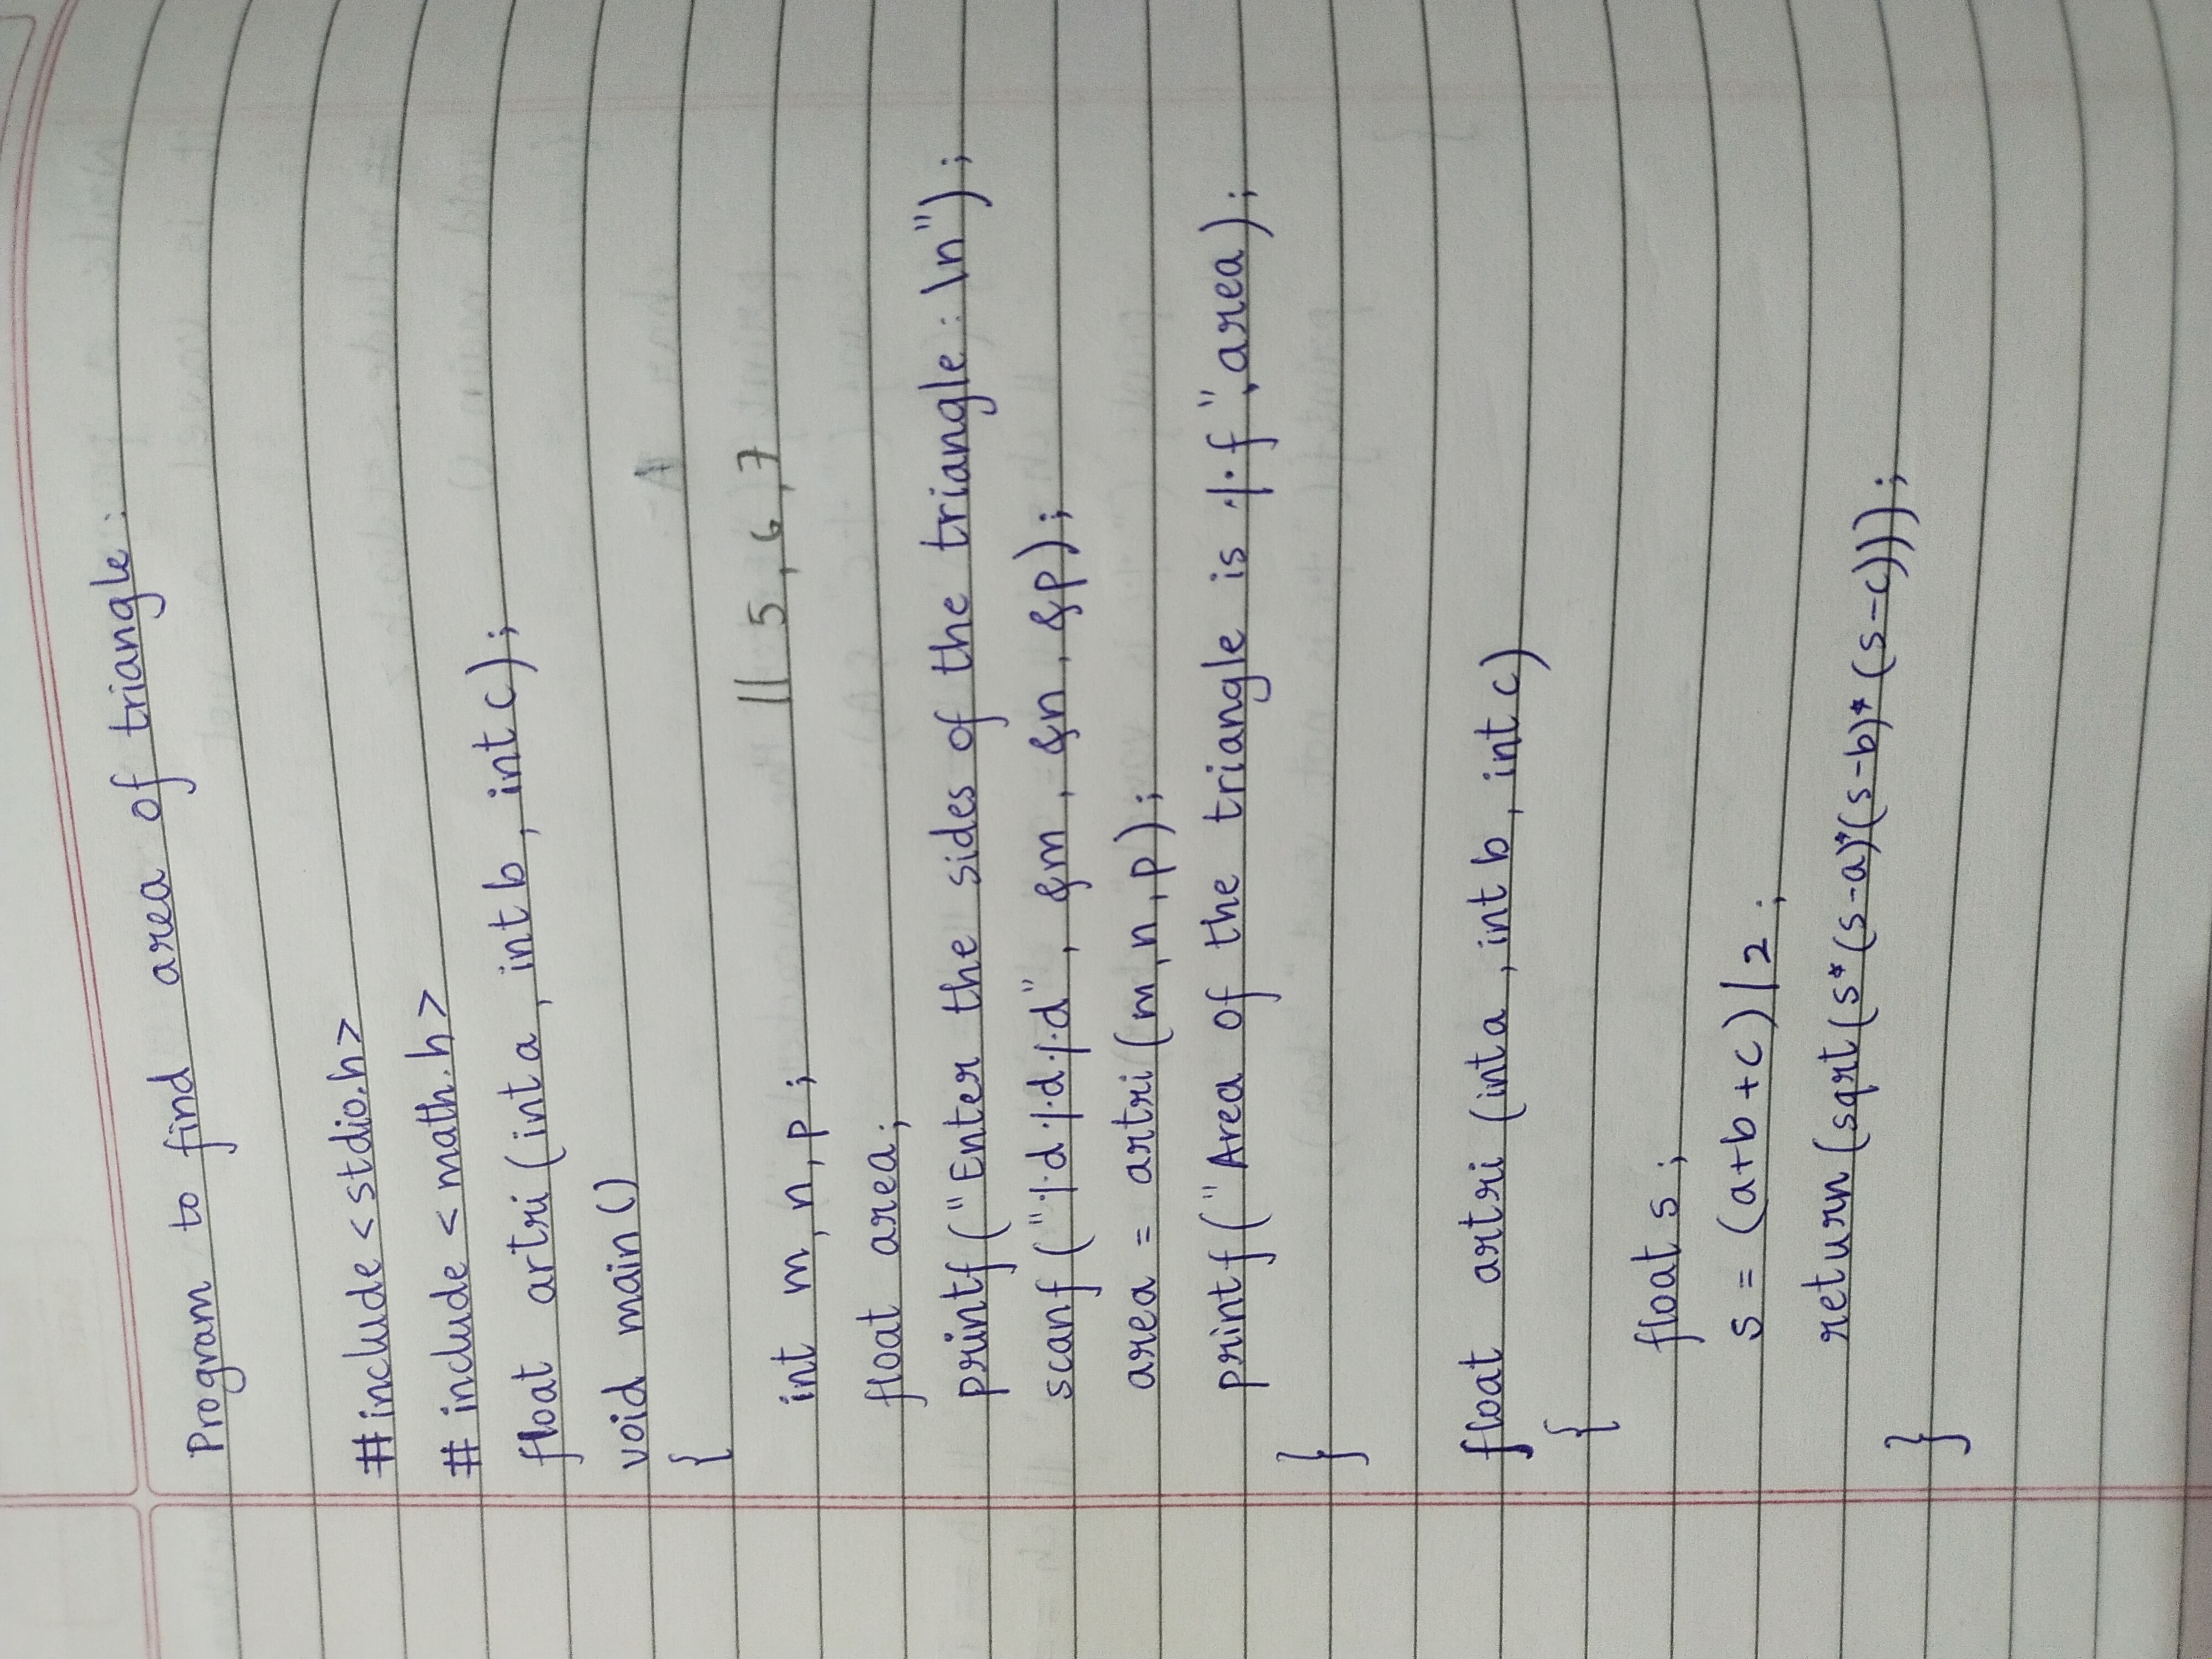 Program to find area of triangle :
#include <stdio.h>
# include <math.h>
float artri (int a, int b, int c);
void main ()
{
int m, n, p ; || 5, 6, 7
float area;
printf ("Enter the sides of the triangle : \n");
scanf ("%d%d%d", &m, &n, &p);
area = artri (m, n, p);
printf ("Area of the triangle is %f", area);
}
float artri (int a, int b, int c)
{
float s ;
s = (a+b+c)/2 ;
return (sqrt (s*(s-a)*(s-b)*(s-c)));
}